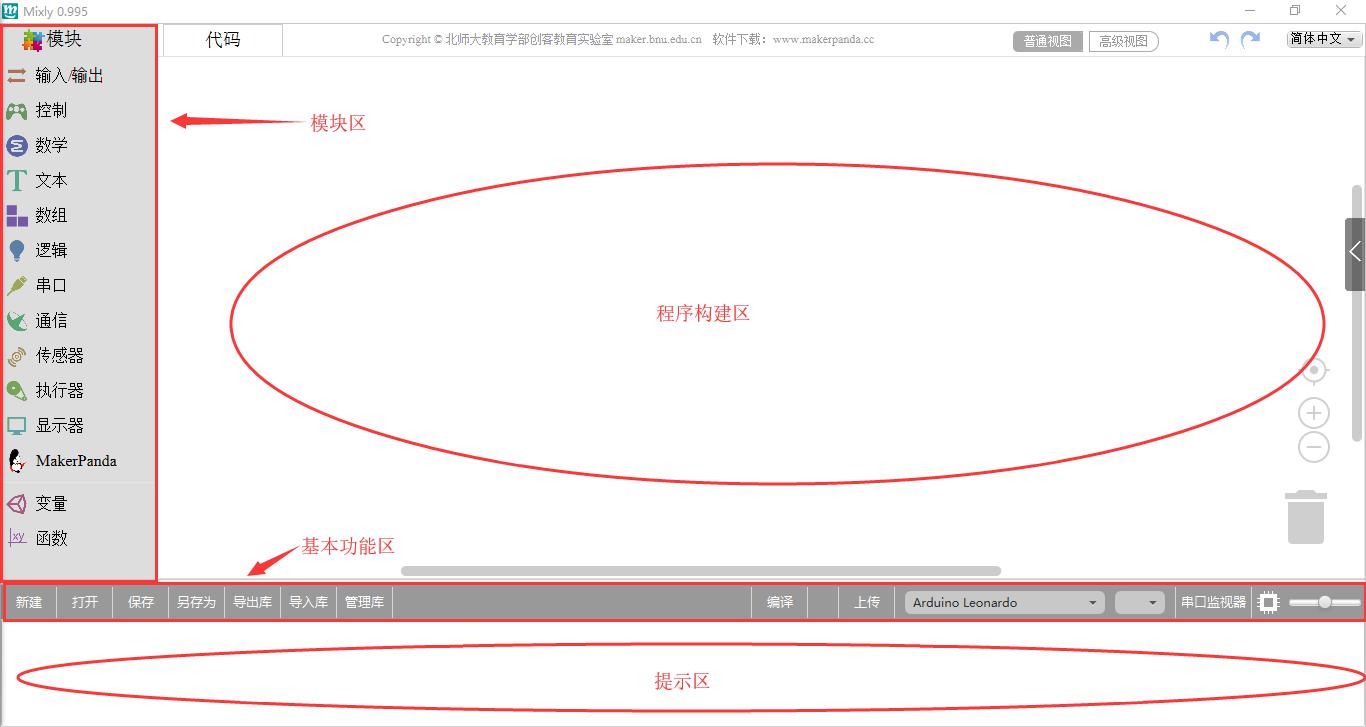 Mixly 0.995
模块
代码
Copyright © 北师大教育学部创客教育实验室 maker.bnu.edu.cn 软件下载：www.makerpanda.cc
普通视图
高级视图
简体中文
输入/输出
控制
数学
文本
数组
逻辑
串口
通信
传感器
执行器
显示器
MakerPanda
变量
xy
函数
模块区
程序构建区
基本功能区
新建 打开 保存 另存为 导出库 导入库 管理库 编译 上传 Arduino Leonardo 串口监视器
提示区